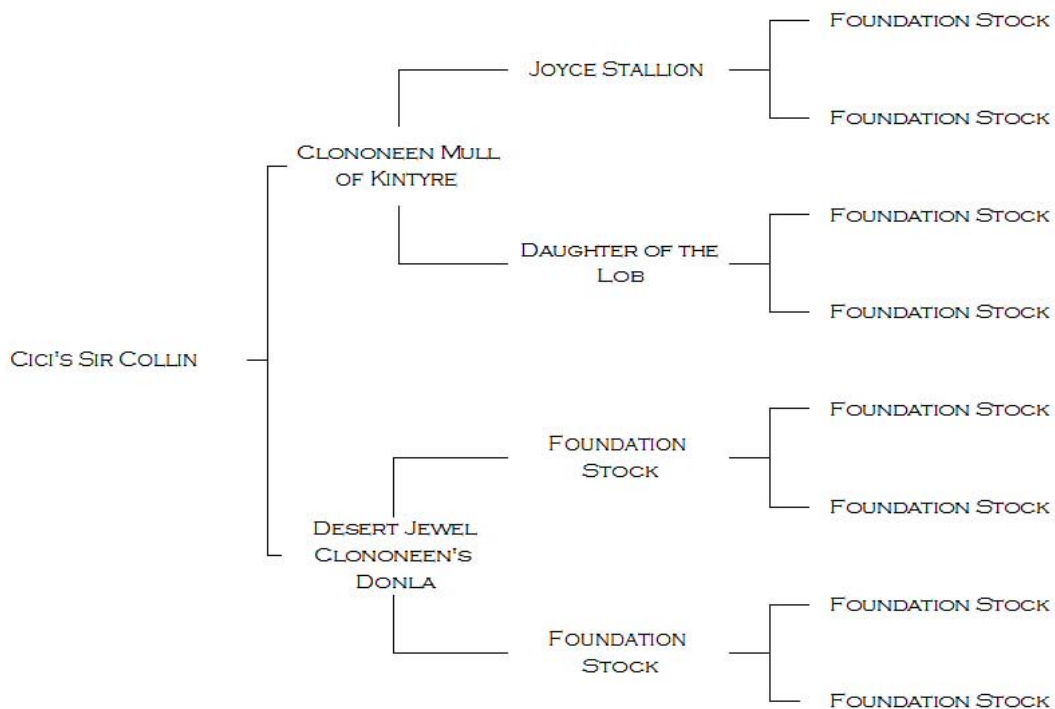 Foundation Stock
Joyce Stallion
Foundation Stock
Clononeen Mull
of Kintyre
Foundation Stock
Daughter of the
Lob
Foundation Stock
Cici's Sir Collin
Foundation Stock
Foundation
Stock
Foundation Stock
Desert Jewel
Clononeen's
Donla
Foundation Stock
Foundation
Stock
Foundation Stock